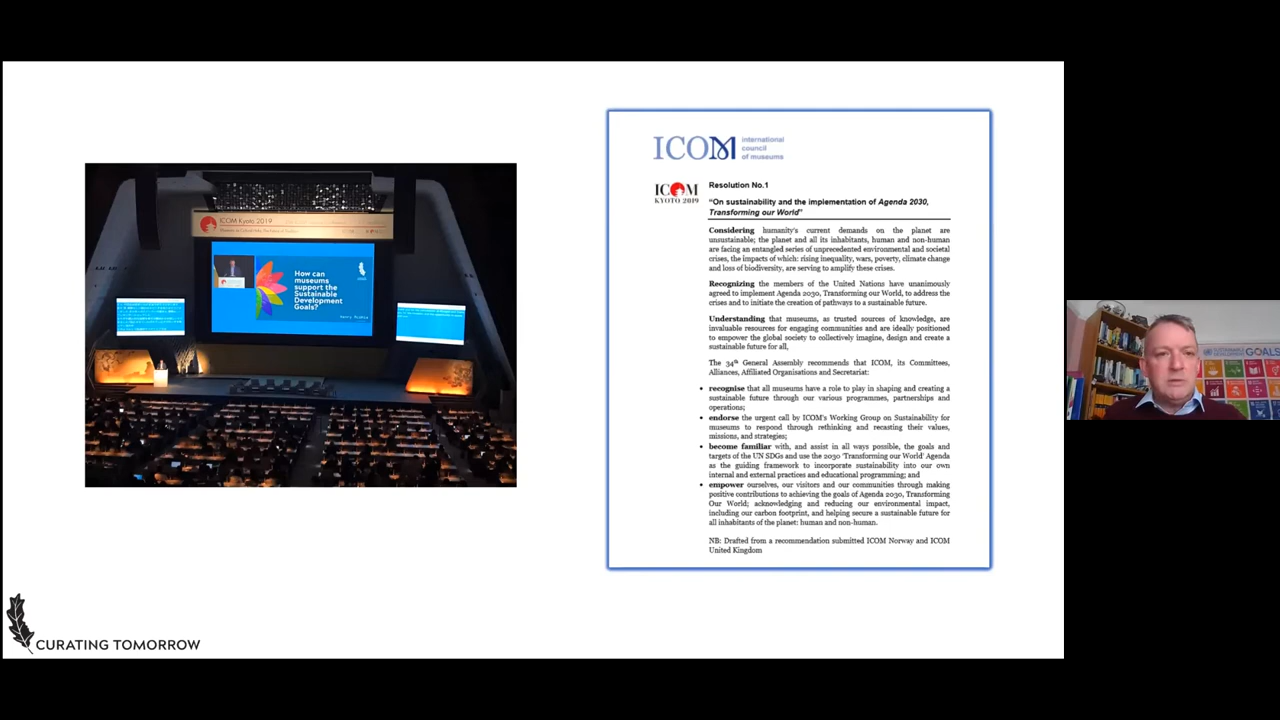 ICOM Kyoto 2019
How can
museums
support the
Sustainable
Development
Goals?
ICOM
international
council
of museums
ICOM
KYOTO 2019
Resolution No.1
“On sustainability and the implementation of Agenda 2030,
Transforming our World”
Considering humanity's current demands on the planet are
unsustainable; the planet and all its inhabitants, human and non-human
are facing an entangled series of unprecedented environmental and societal
crises, the impacts of which: rising inequality, wars, poverty, climate change
and loss of biodiversity, are serving to amplify these crises.
Recognizing the members of the United Nations have unanimously
agreed to implement Agenda 2030, Transforming our World, to address the
crises and to initiate the creation of pathways to a sustainable future.
Understanding that museums, as trusted sources of knowledge, are
invaluable resources for engaging communities and are ideally positioned
to empower the global society to collectively imagine, design and create a
sustainable future for all,
The 34th General Assembly recommends that ICOM, its Committees,
Alliances, Affiliated Organisations and Secretariat:
• recognise that all museums have a role to play in shaping and creating a
sustainable future through our various programmes, partnerships and
operations;
• endorse the urgent call by ICOM's Working Group on Sustainability for
museums to respond through rethinking and recasting their values,
missions, and strategies;
• become familiar with, and assist in all ways possible, the goals and
targets of the UN SDGs and use the 2030 'Transforming our World' Agenda
as the guiding framework to incorporate sustainability into our own
internal and external practices and educational programming; and
• empower ourselves, our visitors and our communities through making
positive contributions to achieving the goals of Agenda 2030, Transforming
Our World; acknowledging and reducing our environmental impact,
including our carbon footprint, and helping secure a sustainable future for
all inhabitants of the planet: human and non-human.
NB: Drafted from a recommendation submitted ICOM Norway and ICOM
United Kingdom
GOALS
CURATING TOMORROW